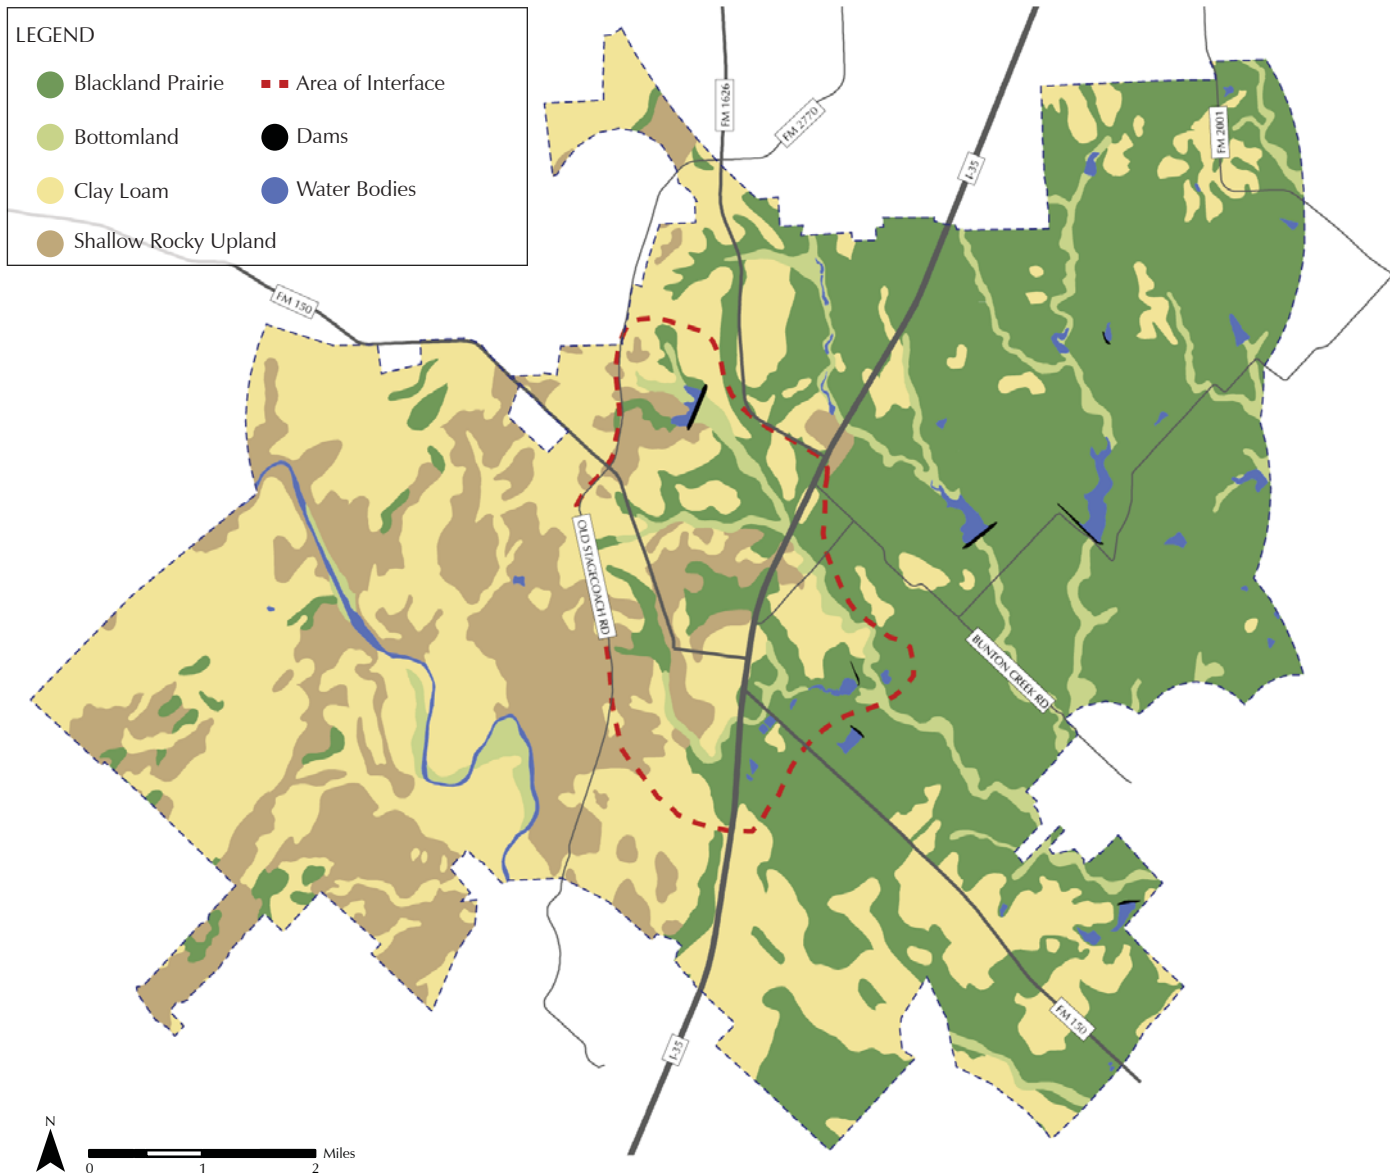 LEGEND
Blackland Prairie
Area of Interface
Bottomland
Dams
Clay Loam
Water Bodies
Shallow Rocky Upland
FM 1626
FM 2770
I-35
FM 2001
FM 150
OLD STAGECOACH RD
BUNTON CREEK RD
FM 150
I-35
N
0 1 2 Miles